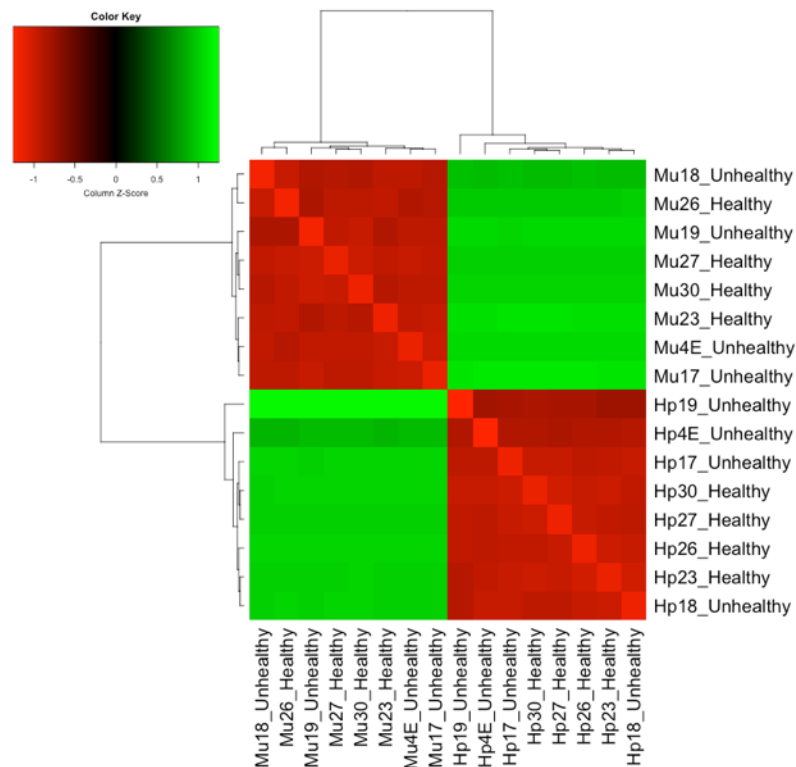 Color Key
-1 -0.5 0 0.5 1
Column Z-Score
Mu18_Unhealthy
Mu26_Healthy
Mu19_Unhealthy
Mu27_Healthy
Mu30_Healthy
Mu23_Healthy
Mu4E_Unhealthy
Mu17_Unhealthy
Hp19_Unhealthy
Hp4E_Unhealthy
Hp17_Unhealthy
Hp30_Healthy
Hp27_Healthy
Hp26_Healthy
Hp23_Healthy
Hp18_Unhealthy
Mu18_Unhealthy
Mu26_Healthy
Mu19_Unhealthy
Mu27_Healthy
Mu30_Healthy
Mu23_Healthy
Mu4E_Unhealthy
Mu17_Unhealthy
Hp19_Unhealthy
Hp4E_Unhealthy
Hp17_Unhealthy
Hp30_Healthy
Hp27_Healthy
Hp26_Healthy
Hp23_Healthy
Hp18_Unhealthy